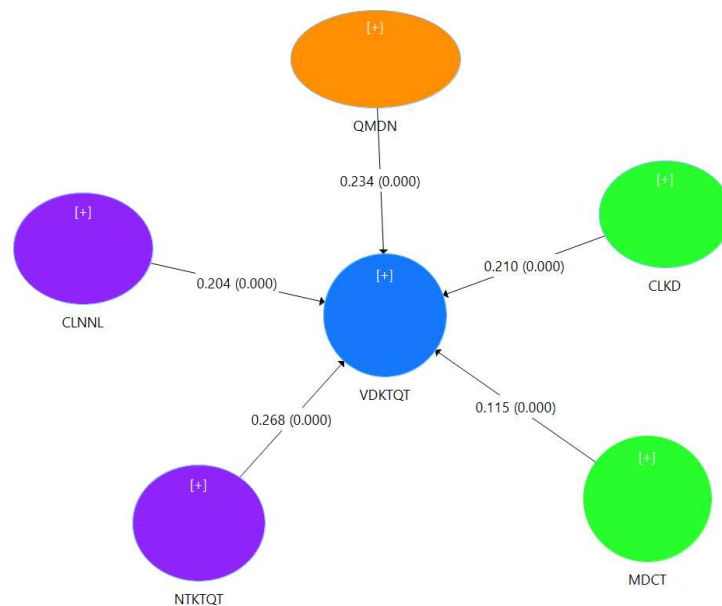 [+]
QMDN
0.234 (0.000)
[+]
CLKD
0.210 (0.000)
[+]
CLNNL
0.204 (0.000)
[+]
VDKTQT
0.115 (0.000)
0.268 (0.000)
[+]
MDCT
[+]
NTKTQT